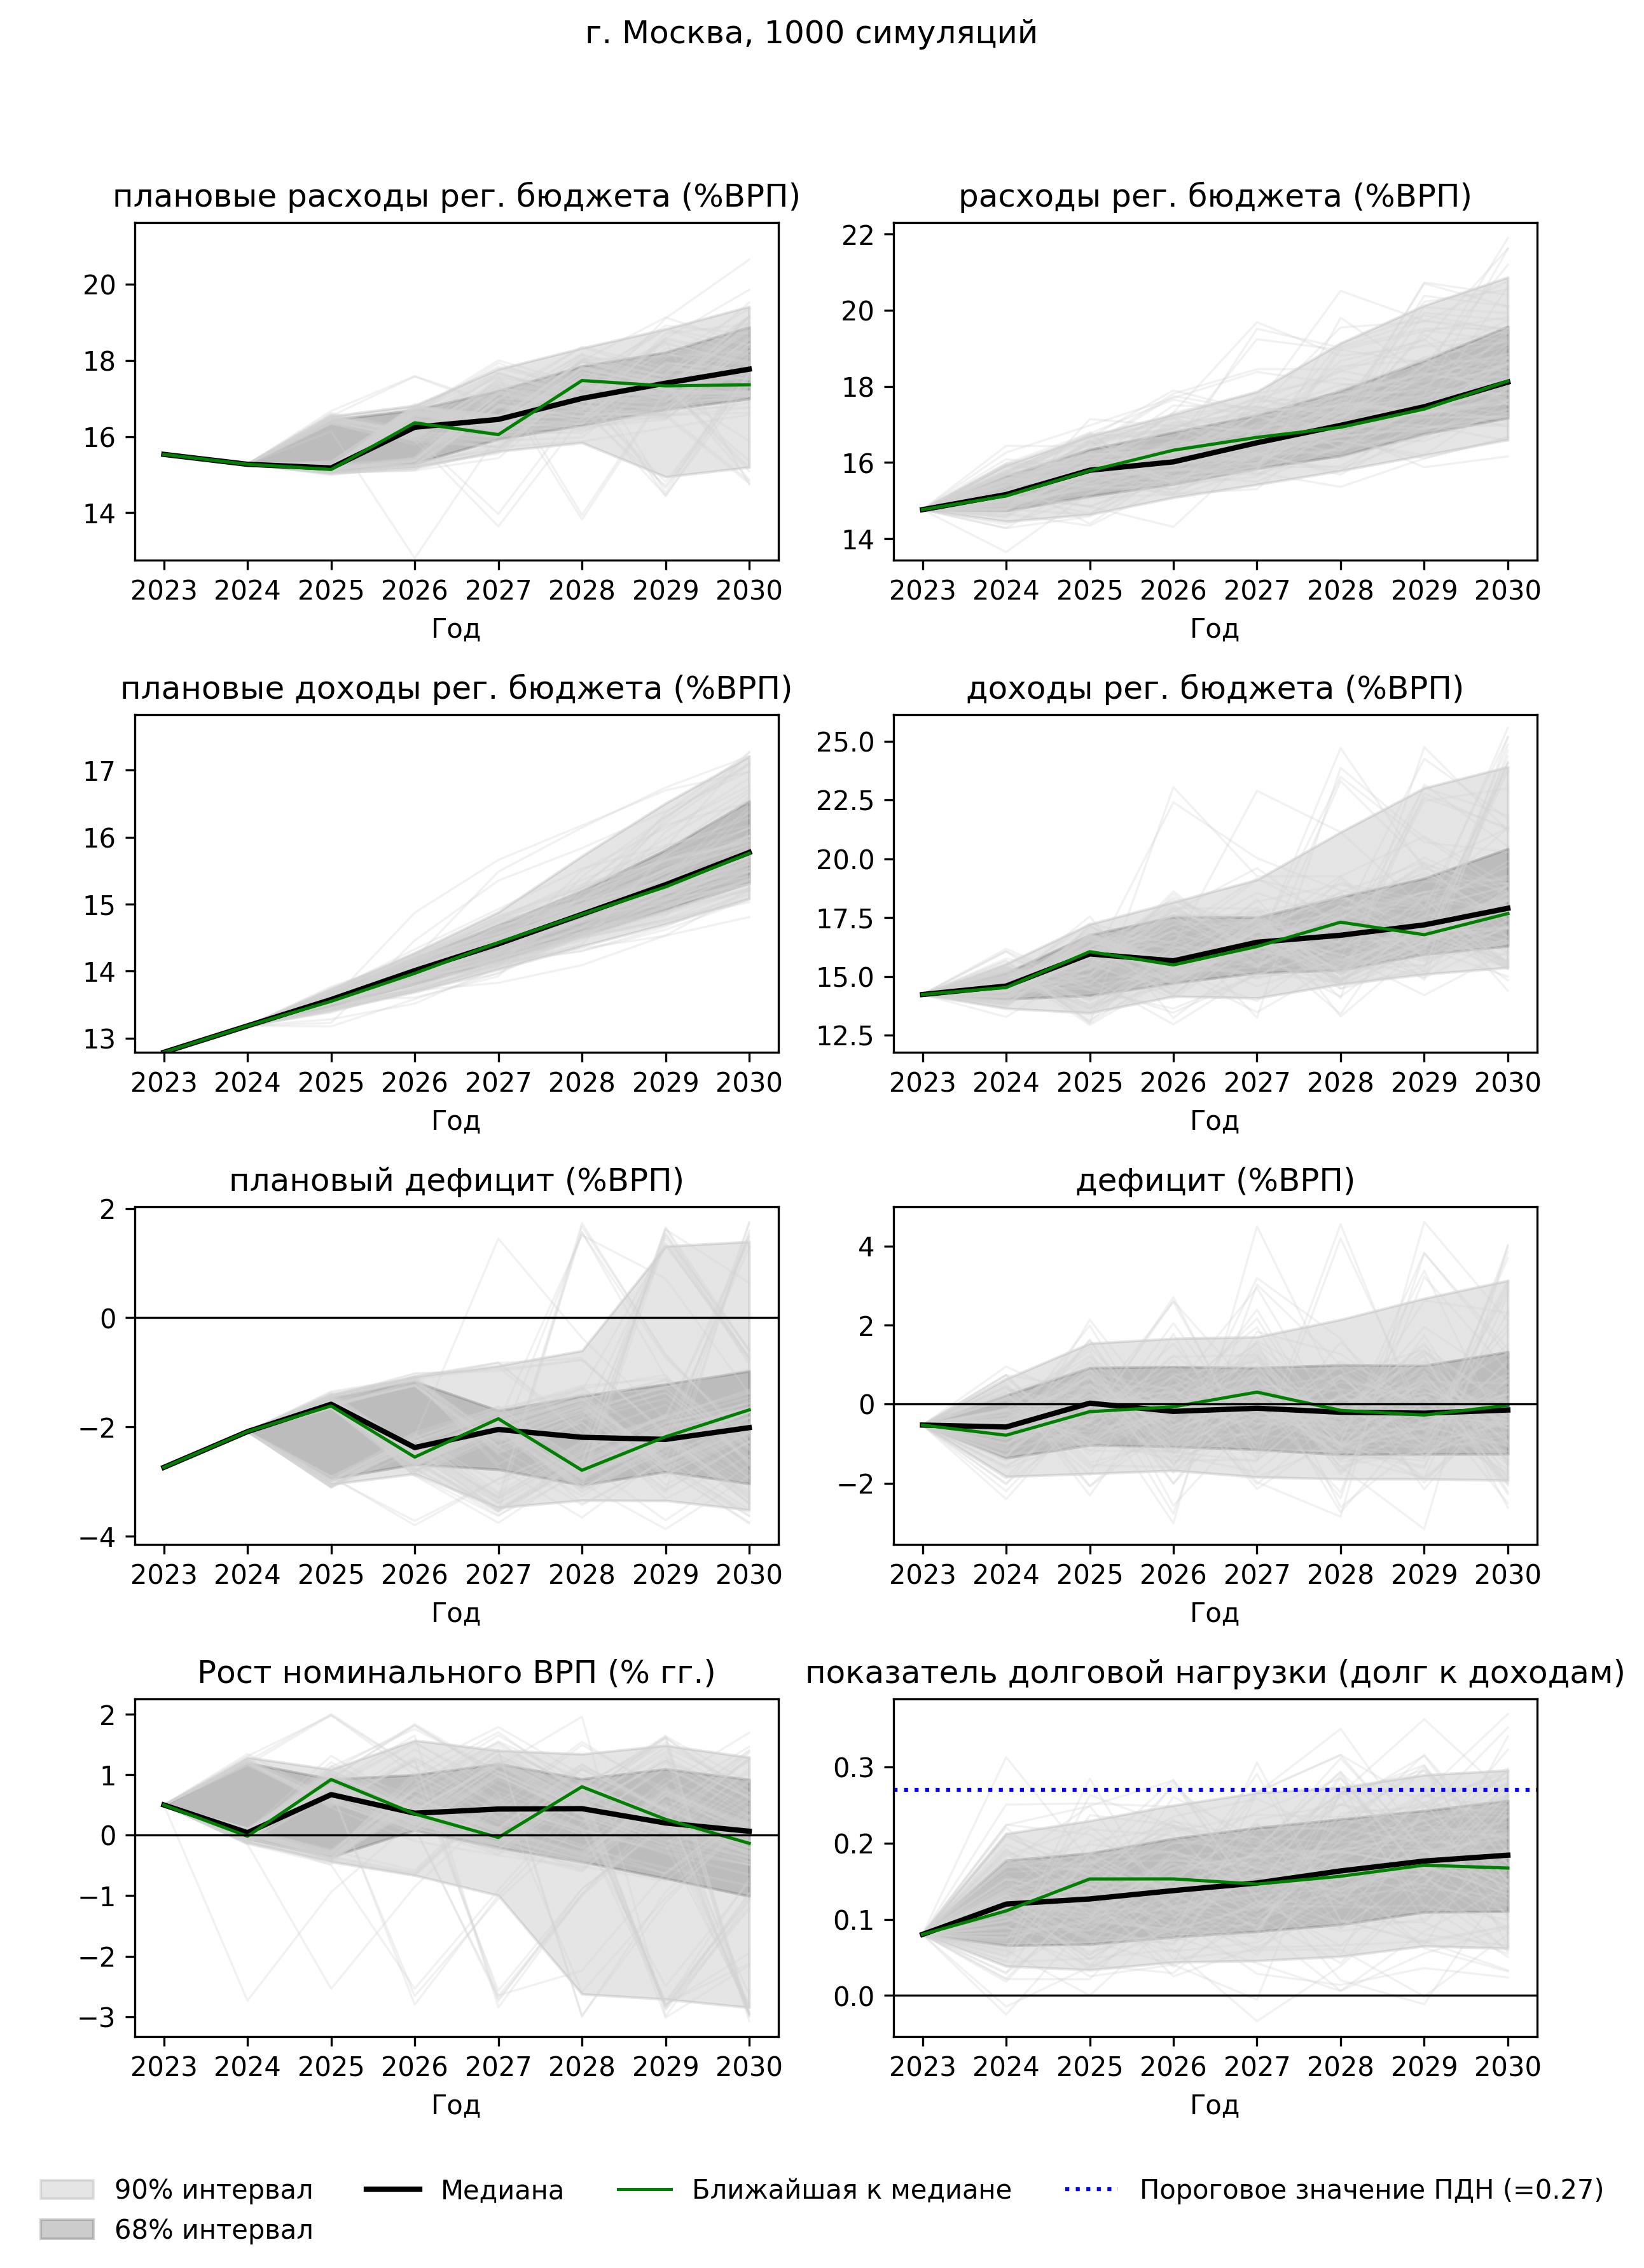 г. Москва, 1000 симуляций
плановые расходы рег. бюджета (%ВРП)
20
18
16
14
2023 2024 2025 2026 2027 2028 2029 2030
Год
расходы рег. бюджета (%ВРП)
22
20
18
16
14
2023 2024 2025 2026 2027 2028 2029 2030
Год
плановые доходы рег. бюджета (%ВРП)
17
16
15
14
13
2023 2024 2025 2026 2027 2028 2029 2030
Год
доходы рег. бюджета (%ВРП)
25.0
22.5
20.0
17.5
15.0
12.5
2023 2024 2025 2026 2027 2028 2029 2030
Год
плановый дефицит (%ВРП)
2
0
−2
−4
2023 2024 2025 2026 2027 2028 2029 2030
Год
дефицит (%ВРП)
4
2
0
−2
2023 2024 2025 2026 2027 2028 2029 2030
Год
Рост номинального ВРП (% гг.)
2
1
0
−1
−2
−3
2023 2024 2025 2026 2027 2028 2029 2030
Год
показатель долговой нагрузки (долг к доходам)
0.3
0.2
0.1
0.0
2023 2024 2025 2026 2027 2028 2029 2030
Год
90% интервал
68% интервал
Медиана
Ближайшая к медиане
Пороговое значение ПДН (=0.27)